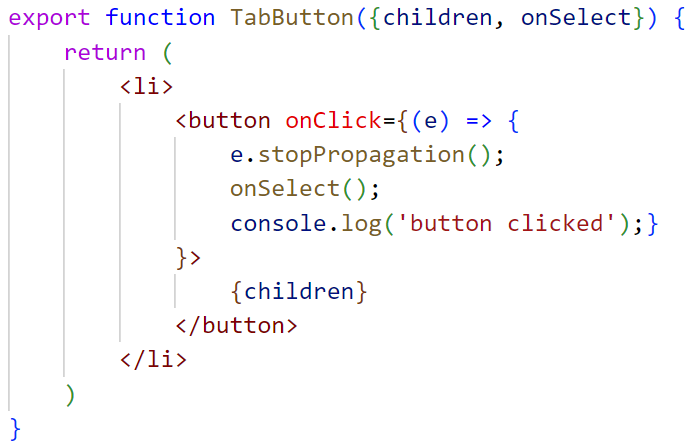 export function TabButton({children, onSelect}) {
    return (
        <li>
            <button onClick={(e) => {
                e.stopPropagation();
                onSelect();
                console.log('button clicked');}
            }>
                {children}
            </button>
        </li>
    )
}